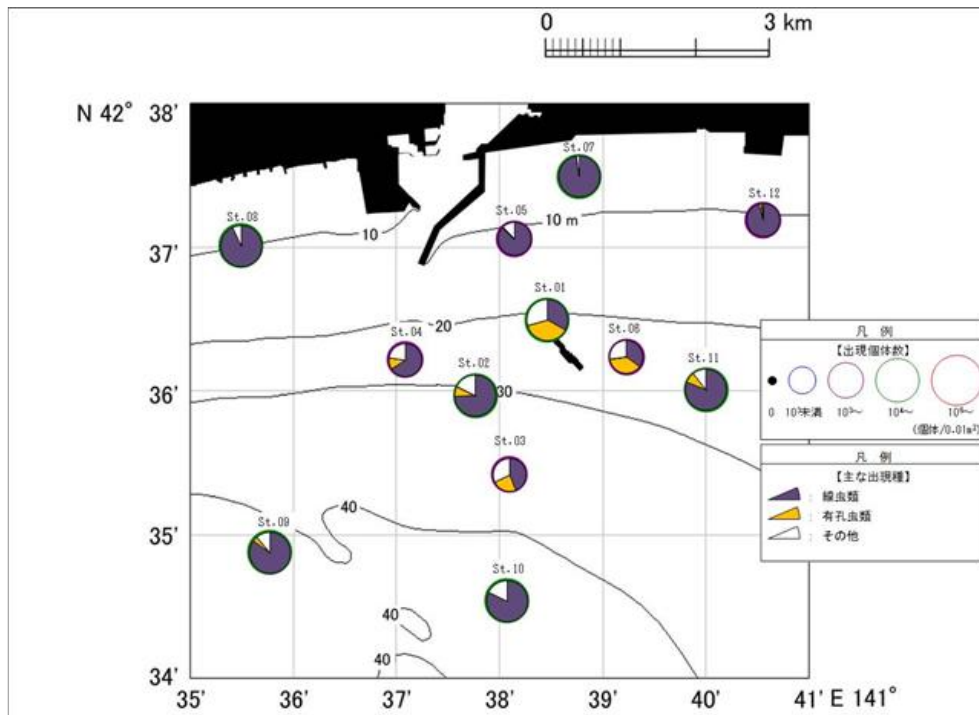 0 3 km
N 42° 38'
St.07
St.12
St.08
St.05
10 m
10
37'
St.01
20
St.04
St.06
St.02
St.11
36'
30
St.03
40
St.09
35'
St.10
40
40
34'
35' 36' 37' 38' 39' 40' 41' E 141°
凡 例
【出現個体数】
0 10³未満 10³~ 10⁴~ 10⁵~
(個体/0.01m²)
凡 例
【主な出現種】
: 線虫類
: 有孔虫類
: その他